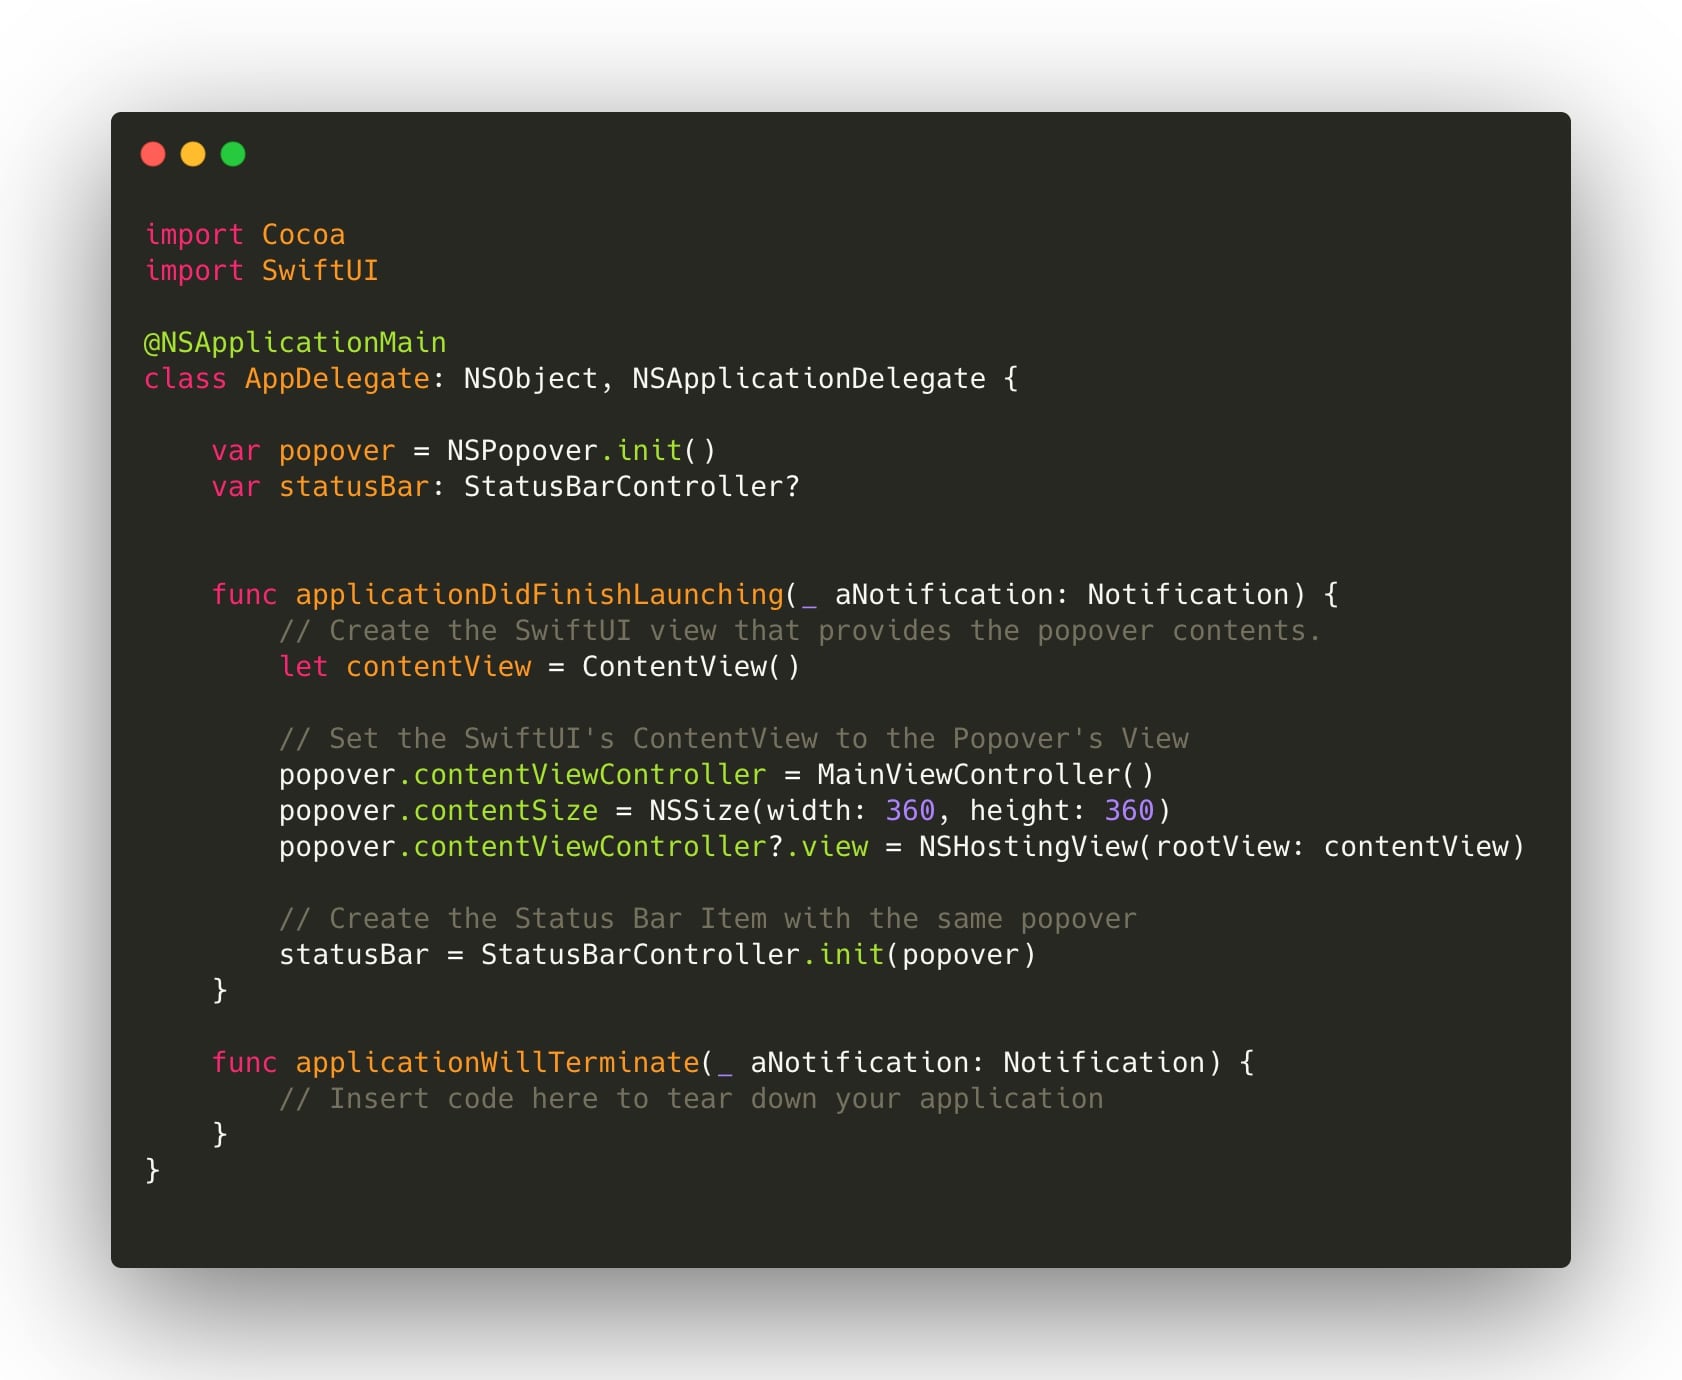 import Cocoa
import SwiftUI

@NSApplicationMain
class AppDelegate: NSObject, NSApplicationDelegate {

    var popover = NSPopover.init()
    var statusBar: StatusBarController?


    func applicationDidFinishLaunching(_ aNotification: Notification) {
        // Create the SwiftUI view that provides the popover contents.
        let contentView = ContentView()

        // Set the SwiftUI's ContentView to the Popover's View
        popover.contentViewController = MainViewController()
        popover.contentSize = NSSize(width: 360, height: 360)
        popover.contentViewController?.view = NSHostingView(rootView: contentView)

        // Create the Status Bar Item with the same popover
        statusBar = StatusBarController.init(popover)
    }

    func applicationWillTerminate(_ aNotification: Notification) {
        // Insert code here to tear down your application
    }
}